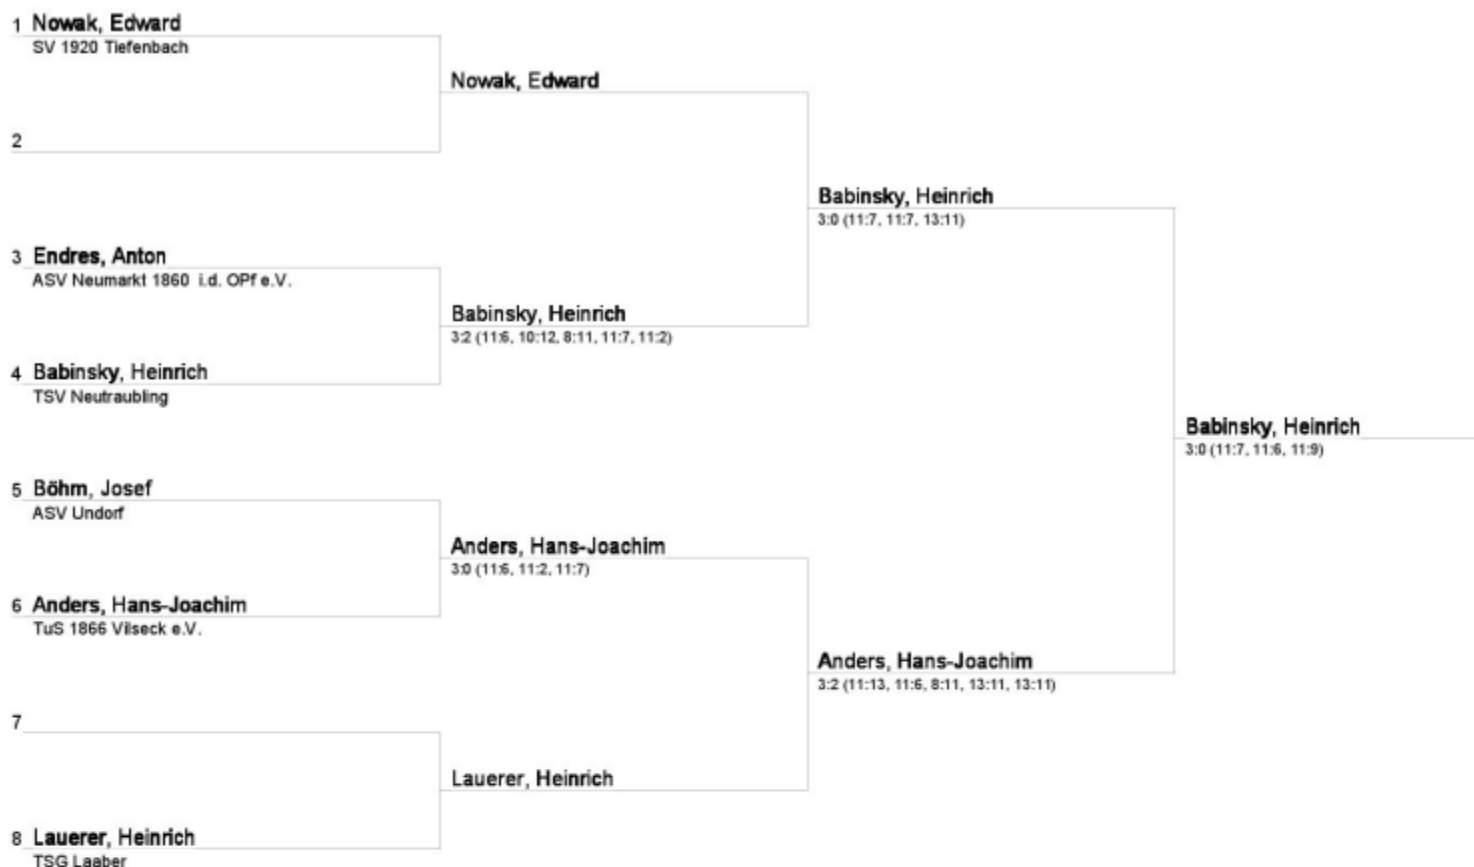 1 Nowak, Edward
SV 1920 Tiefenbach
Nowak, Edward
2
Babinsky, Heinrich
3:0 (11:7, 11:7, 13:11)
3 Endres, Anton
ASV Neumarkt 1860 i.d. OPf e.V.
Babinsky, Heinrich
3:2 (11:6, 10:12, 8:11, 11:7, 11:2)
4 Babinsky, Heinrich
TSV Neutraubling
Babinsky, Heinrich
3:0 (11:7, 11:6, 11:9)
5 Böhm, Josef
ASV Undorf
Anders, Hans-Joachim
3:0 (11:6, 11:2, 11:7)
6 Anders, Hans-Joachim
TuS 1866 Vilseck e.V.
Anders, Hans-Joachim
3:2 (11:13, 11:6, 8:11, 13:11, 13:11)
7
Lauerer, Heinrich
8 Lauerer, Heinrich
TSG Laaber